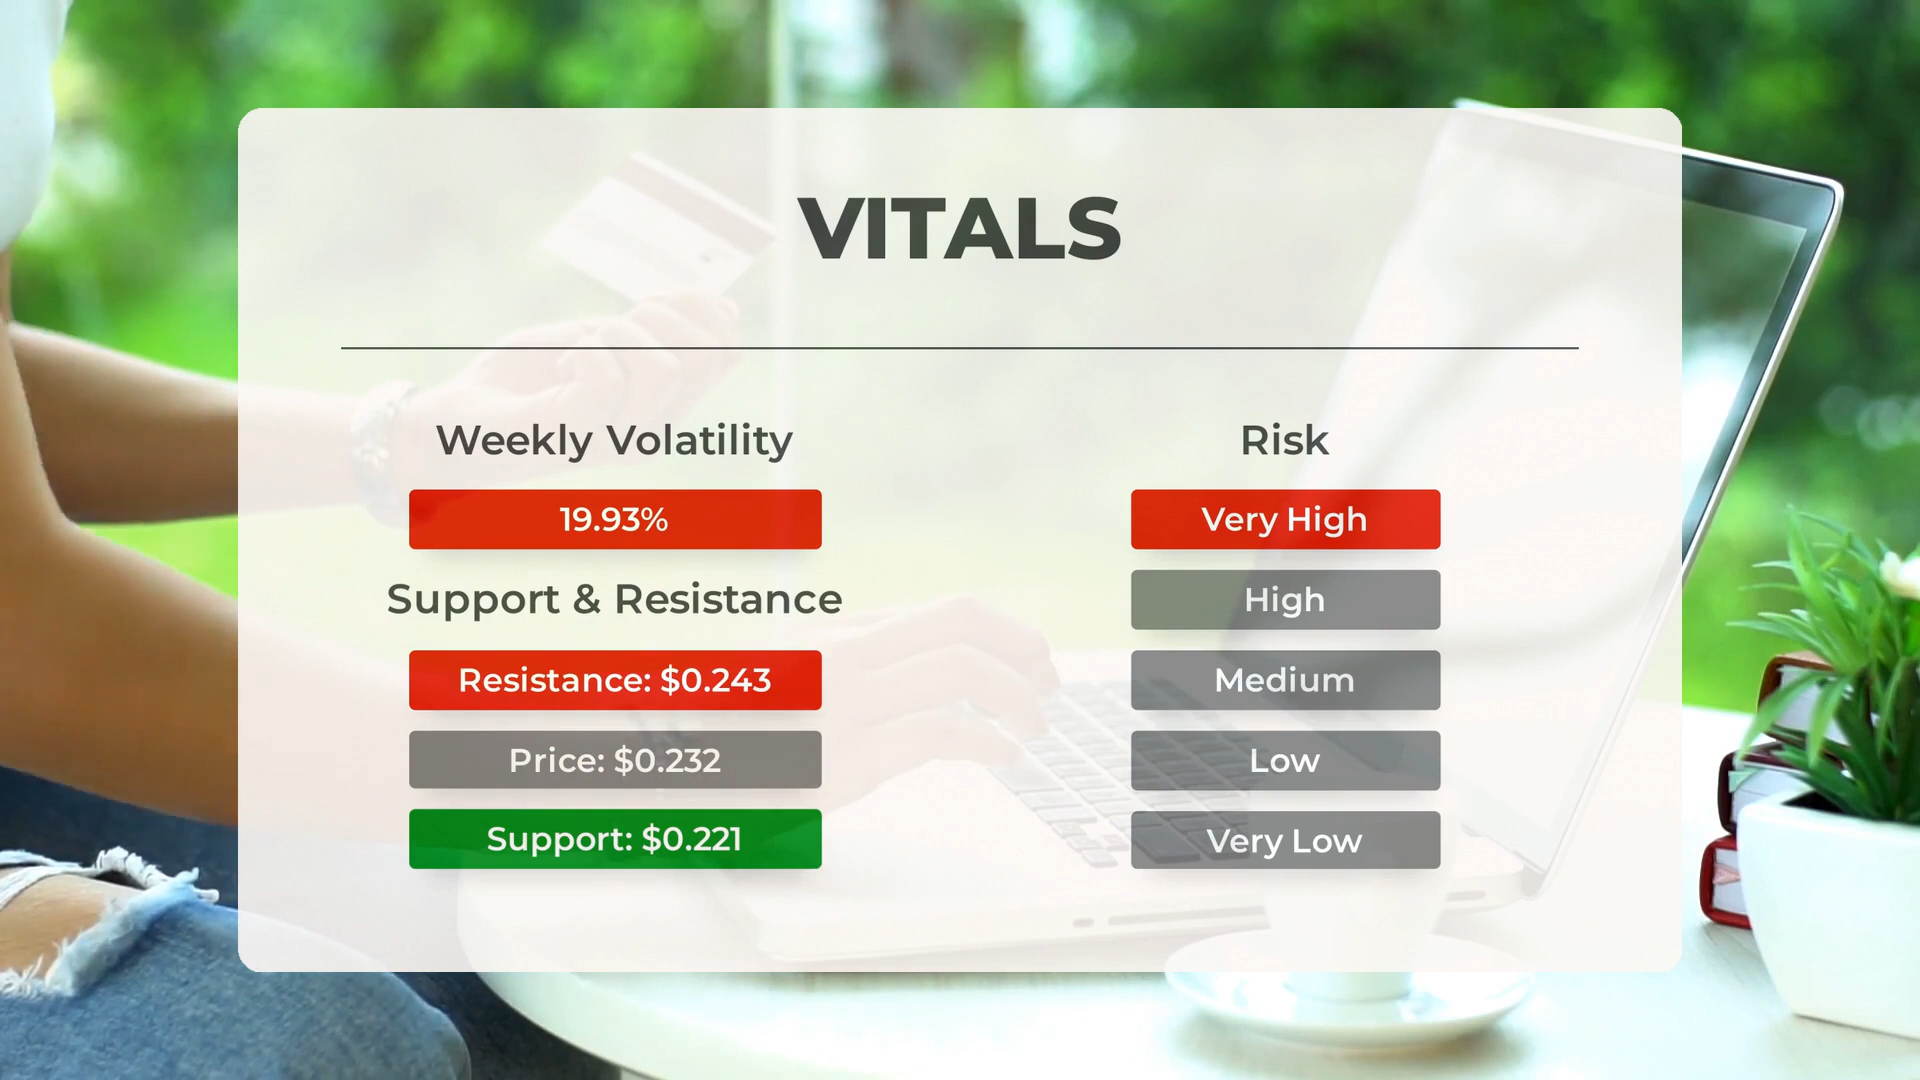 VITALS
Weekly Volatility
19.93%
Support & Resistance
Resistance: $0.243
Price: $0.232
Support: $0.221
Risk
Very High
High
Medium
Low
Very Low